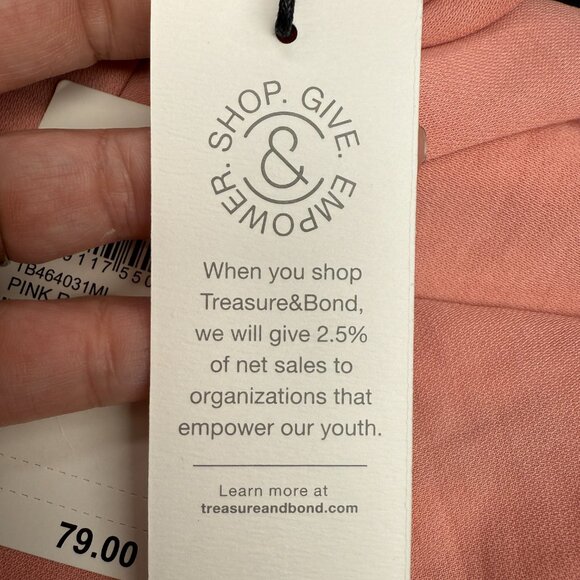 SHOP. GIVE. EMPOWER.
&
When you shop
Treasure&Bond,
we will give 2.5%
of net sales to
organizations that
empower our youth.
Learn more at
treasureandbond.com
TB464031MI
PINK
79.00